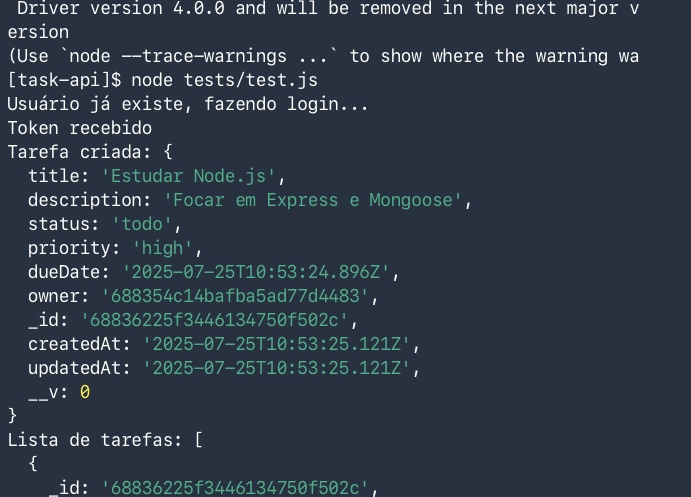 Driver version 4.0.0 and will be removed in the next major v
ersion
(Use `node --trace-warnings ...` to show where the warning wa
[task-api]$ node tests/test.js
Usuário já existe, fazendo login...
Token recebido
Tarefa criada: {
  title: 'Estudar Node.js',
  description: 'Focar em Express e Mongoose',
  status: 'todo',
  priority: 'high',
  dueDate: '2025-07-25T10:53:24.896Z',
  owner: '688354c14bafba5ad77d4483',
  _id: '68836225f3446134750f502c',
  createdAt: '2025-07-25T10:53:25.121Z',
  updatedAt: '2025-07-25T10:53:25.121Z',
  __v: 0
}
Lista de tarefas: [
  {
    _id: '68836225f3446134750f502c',